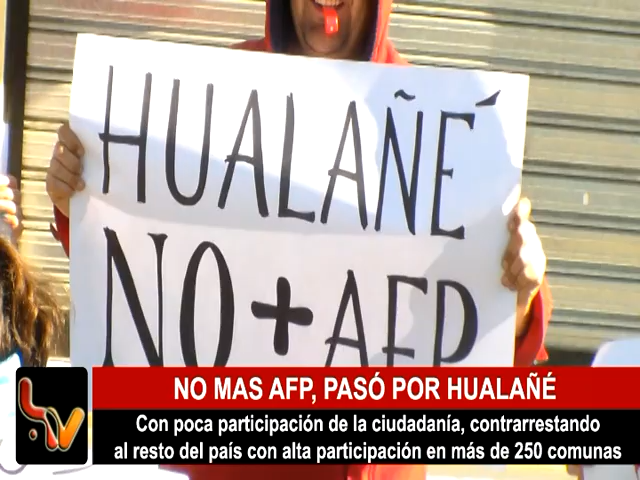 HUALAÑÉ
NO + AFP
NO MAS AFP, PASÓ POR HUALAÑÉ
Con poca participación de la ciudadanía, contrarrestando
al resto del país con alta participación en más de 250 comunas